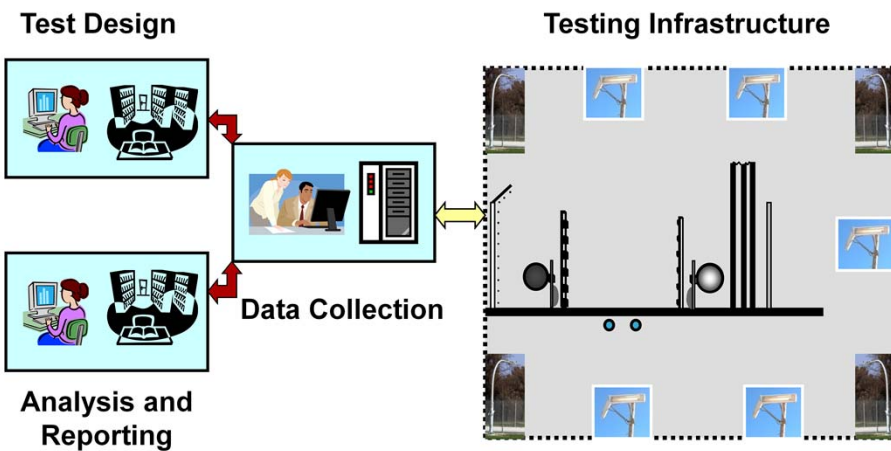 Test Design
Testing Infrastructure
Data Collection
Analysis and
Reporting